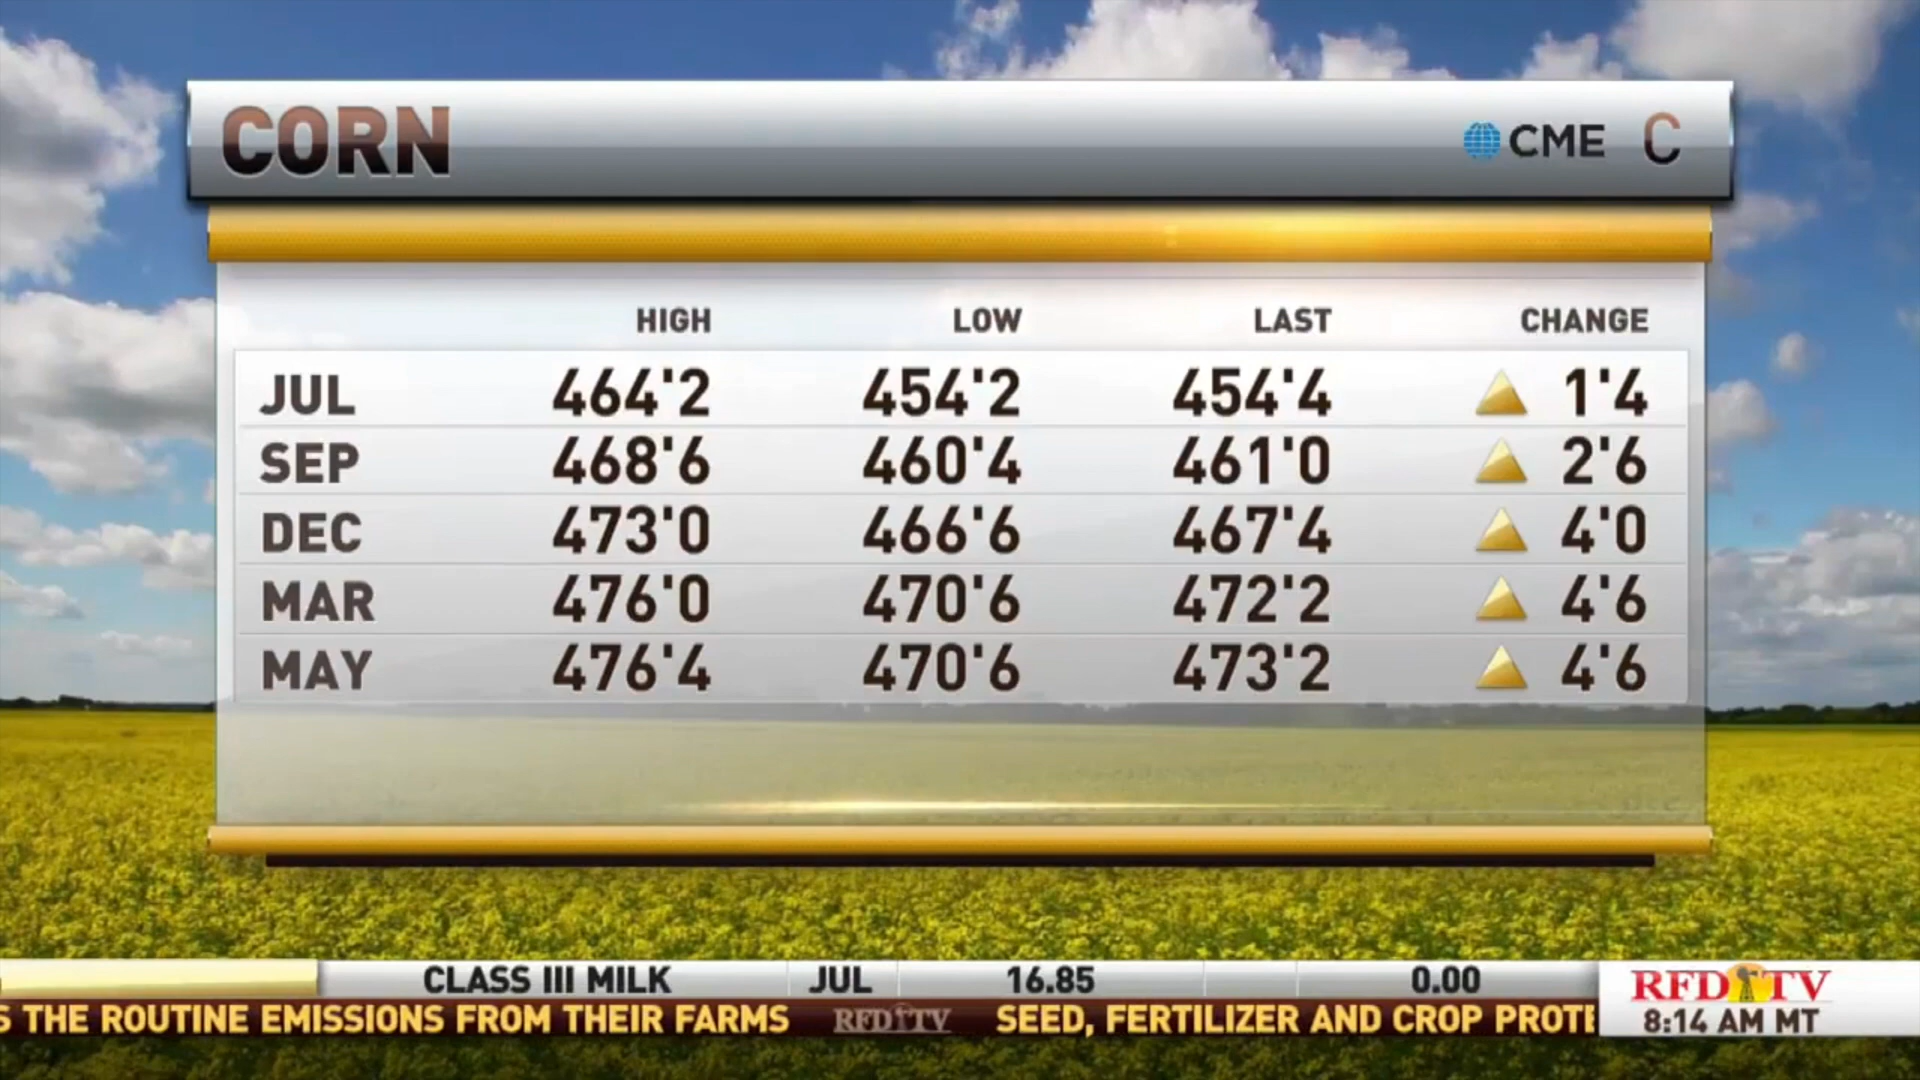 CORN CME C
HIGH LOW LAST CHANGE
JUL 464'2 454'2 454'4 1'4
SEP 468'6 460'4 461'0 2'6
DEC 473'0 466'6 467'4 4'0
MAR 476'0 470'6 472'2 4'6
MAY 476'4 470'6 473'2 4'6
CLASS III MILK JUL 16.85 0.00 RFD TV
S THE ROUTINE EMISSIONS FROM THEIR FARMS RFD TV SEED, FERTILIZER AND CROP PROTE 8:14 AM MT